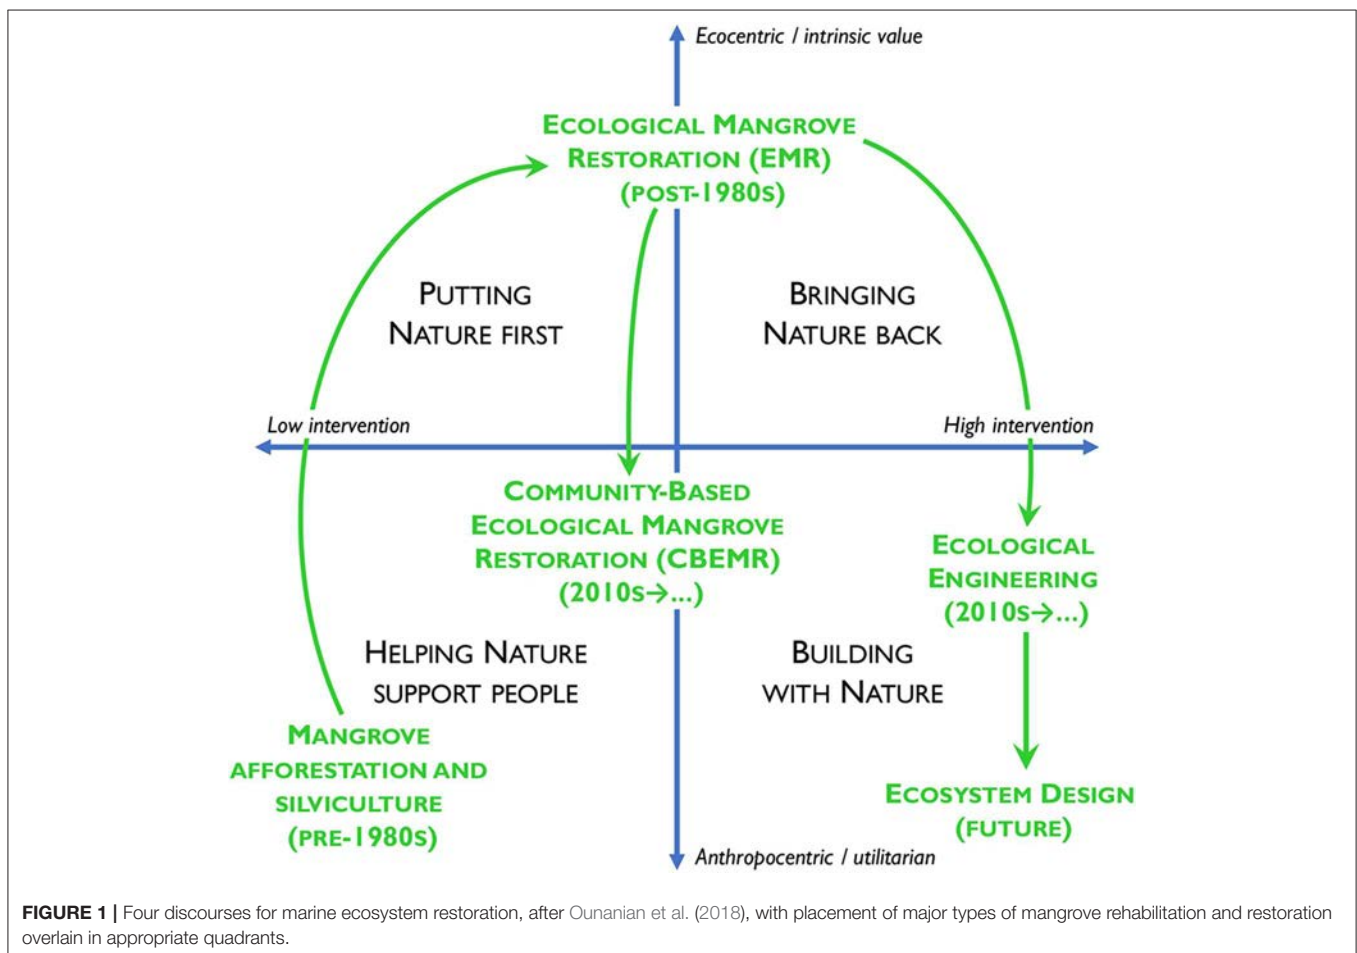 Ecocentric / intrinsic value
ECOLOGICAL MANGROVE
RESTORATION (EMR)
(POST-1980S)
PUTTING
NATURE FIRST
BRINGING
NATURE BACK
Low intervention
High intervention
COMMUNITY-BASED
ECOLOGICAL MANGROVE
RESTORATION (CBEMR)
(2010S→...)
ECOLOGICAL
ENGINEERING
(2010S→...)
HELPING NATURE
SUPPORT PEOPLE
BUILDING
WITH NATURE
MANGROVE
AFFORESTATION AND
SILVICULTURE
(PRE-1980S)
ECOSYSTEM DESIGN
(FUTURE)
Anthropocentric / utilitarian
FIGURE 1 | Four discourses for marine ecosystem restoration, after Ounanian et al. (2018), with placement of major types of mangrove rehabilitation and restoration
overlain in appropriate quadrants.